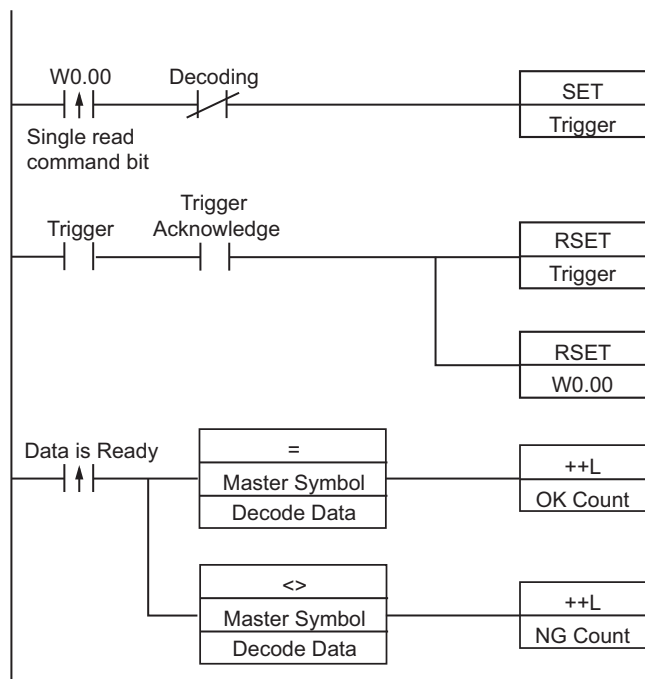 W0.00
Decoding
SET
Trigger
Single read
command bit
Trigger
Trigger
Acknowledge
RSET
Trigger
RSET
W0.00
Data is Ready
=
Master Symbol
Decode Data
++L
OK Count
<>
Master Symbol
Decode Data
++L
NG Count